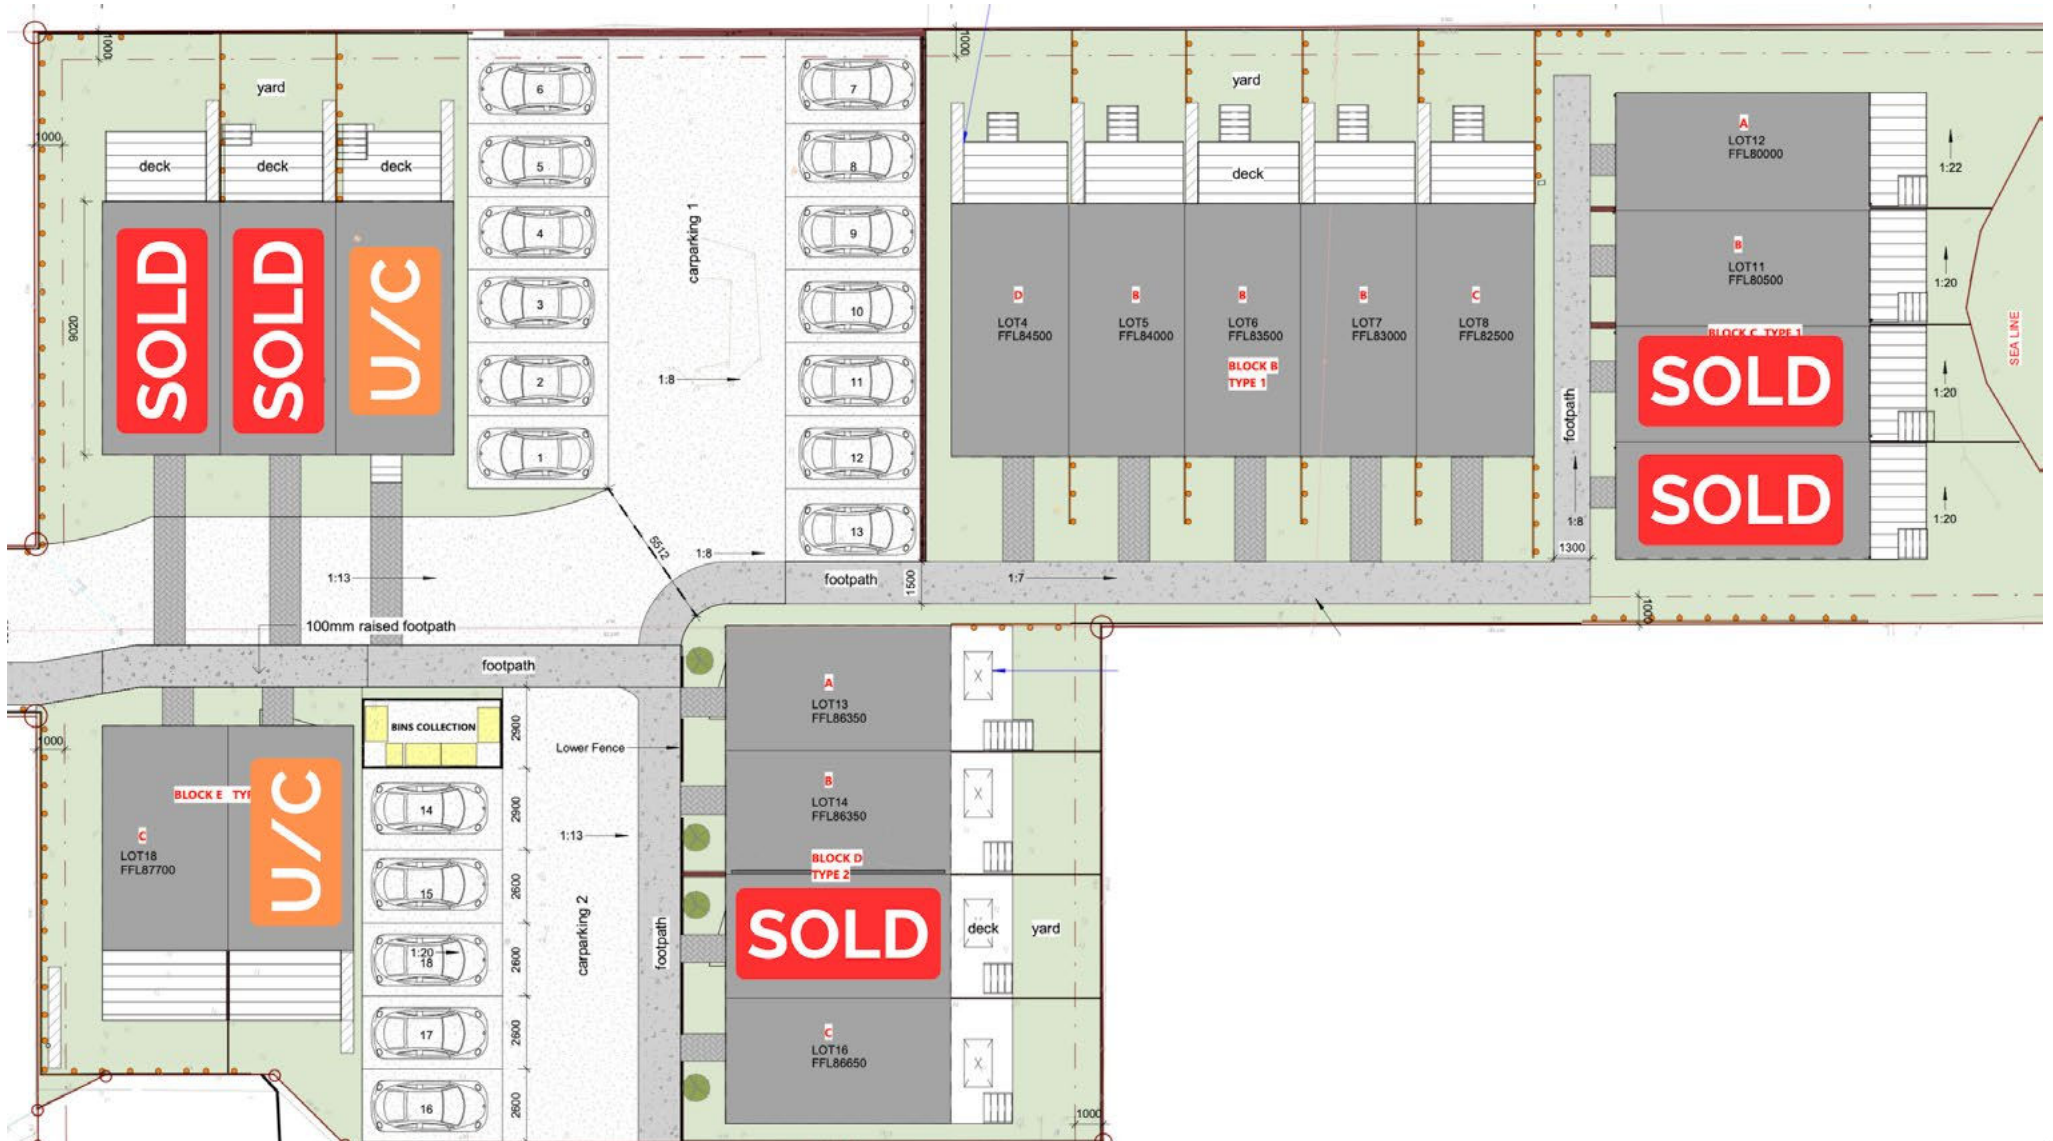 1000
yard
1000
deck
deck
deck
9020
SOLD
SOLD
U/C
6
5
4
3
2
1
carparking 1
1:8
7
8
9
10
11
12
13
5512
1:8
1:13
100mm raised footpath
footpath
footpath
1500
1:7
1000
yard
deck
D
LOT4
FFL84500
B
LOT5
FFL84000
B
LOT6
FFL83500
BLOCK B
TYPE 1
B
LOT7
FFL83000
C
LOT8
FFL82500
footpath
1:8
1300
A
LOT12
FFL80000
B
LOT11
FFL80500
BLOCK C TYPE 1
SOLD
SOLD
1:22
1:20
1:20
1:20
SEA LINE
1000
1000
BLOCK E TYP
U/C
C
LOT18
FFL87700
BINS COLLECTION
14
15
1:20
18
17
16
2900
2900
2600
2600
2600
2600
Lower Fence
1:13
carparking 2
footpath
A
LOT13
FFL86350
B
LOT14
FFL86350
BLOCK D
TYPE 2
SOLD
deck
yard
C
LOT16
FFL86650
1000